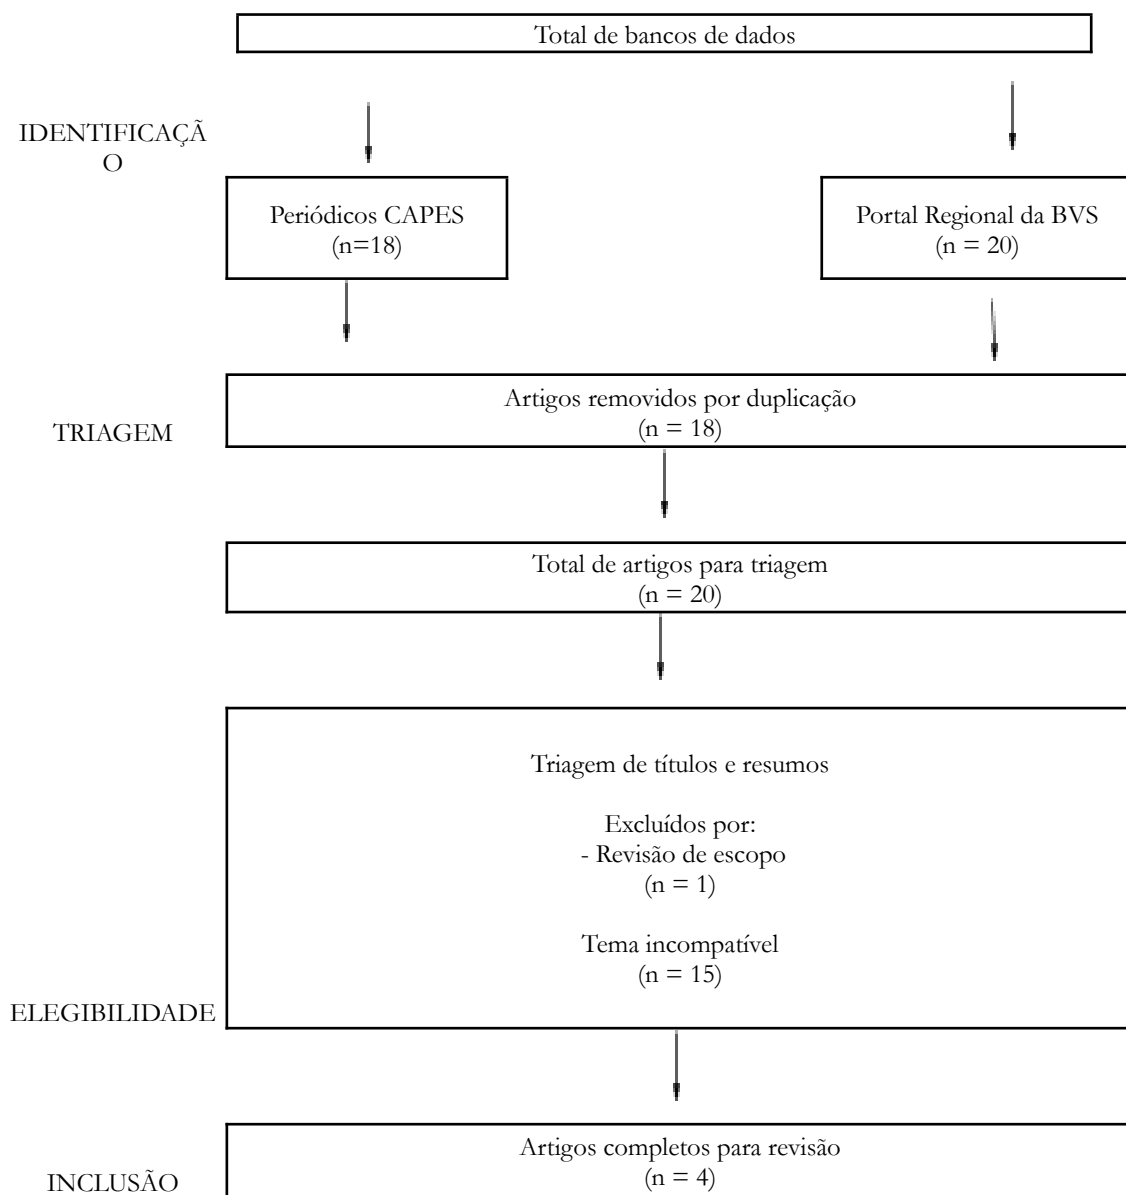 Total de bancos de dados
IDENTIFICAÇÃ
O
Periódicos CAPES
(n=18)
Portal Regional da BVS
(n = 20)
Artigos removidos por duplicação
(n = 18)
TRIAGEM
Total de artigos para triagem
(n = 20)
Triagem de títulos e resumos
Excluídos por:
- Revisão de escopo
(n = 1)
Tema incompatível
(n = 15)
ELEGIBILIDADE
Artigos completos para revisão
(n = 4)
INCLUSÃO